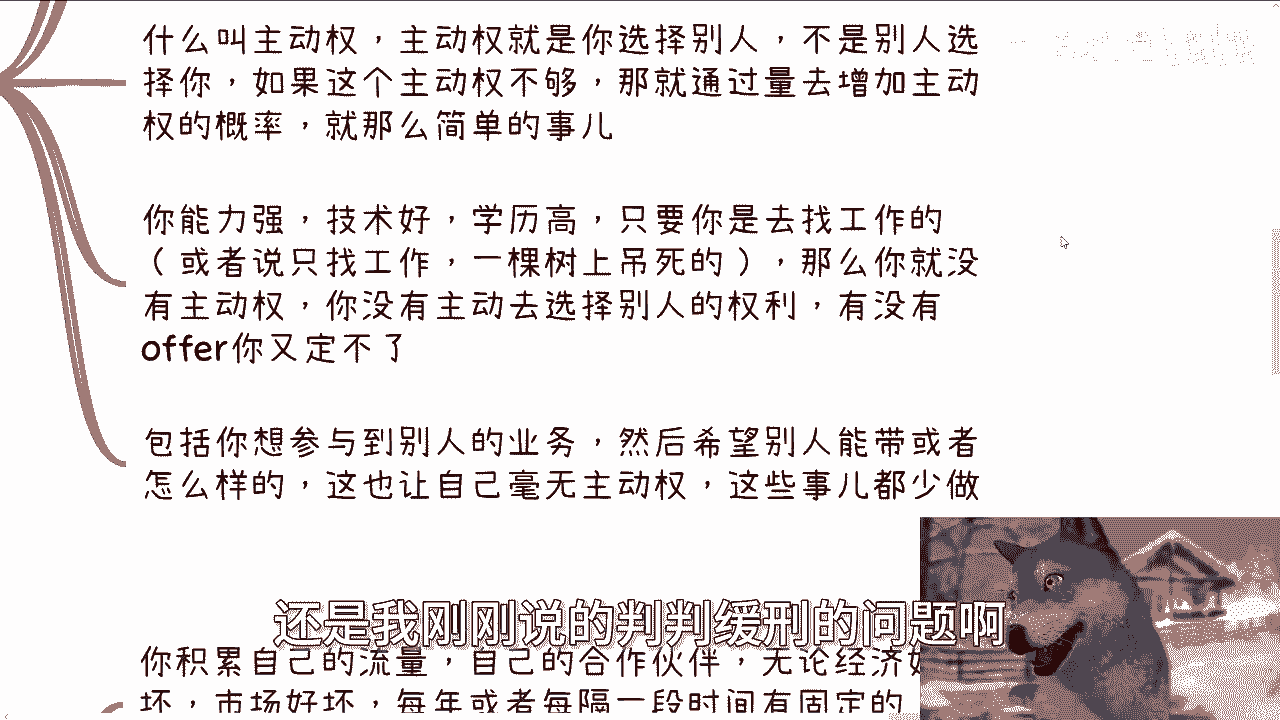 什么叫主动权，主动权就是你选择别人，不是别人选
择你，如果这个主动权不够，那就通过量去增加主动
权的概率，就那么简单的事儿
你能力强，技术好，学历高，只要你是去找工作的
（或者说只找工作，一棵树上吊死的），那么你就没
有主动权，你没有主动去选择别人的权利，有没有
offer你又定不了
包括你想参与到别人的业务，然后希望别人能带或者
怎么样的，这也让自己毫无主动权，这些事儿都少做
还是我刚刚说的判判缓刑的问题啊
你积累自己的流量，自己的合作伙伴，无论经济
坏，市场好坏，每年或者每隔一段时间有固定的